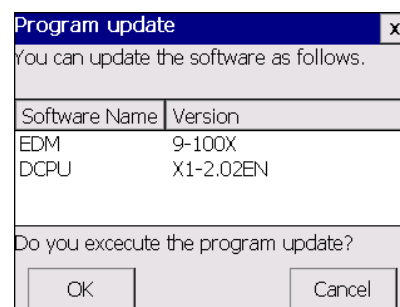 Program update x
You can update the software as follows.
Software Name Version
EDM 9-100X
DCPU X1-2.02EN
Do you excecute the program update?
OK Cancel